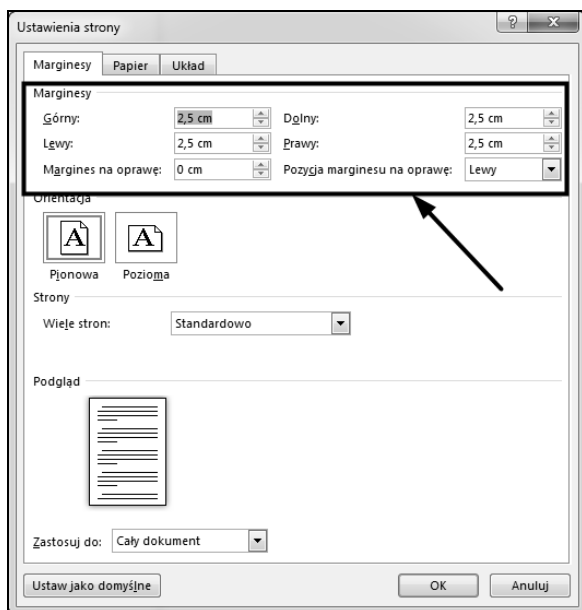 Ustawienia strony
Marginesy Papier Układ
Marginesy
Górny: 2,5 cm Dolny: 2,5 cm
Lewy: 2,5 cm Prawy: 2,5 cm
Margines na oprawę: 0 cm Pozycja marginesu na oprawę: Lewy
Orientacja
A A
Pionowa Pozioma
Strony
Wiele stron: Standardowo
Podgląd
Zastosuj do: Cały dokument
Ustaw jako domyślne OK Anuluj